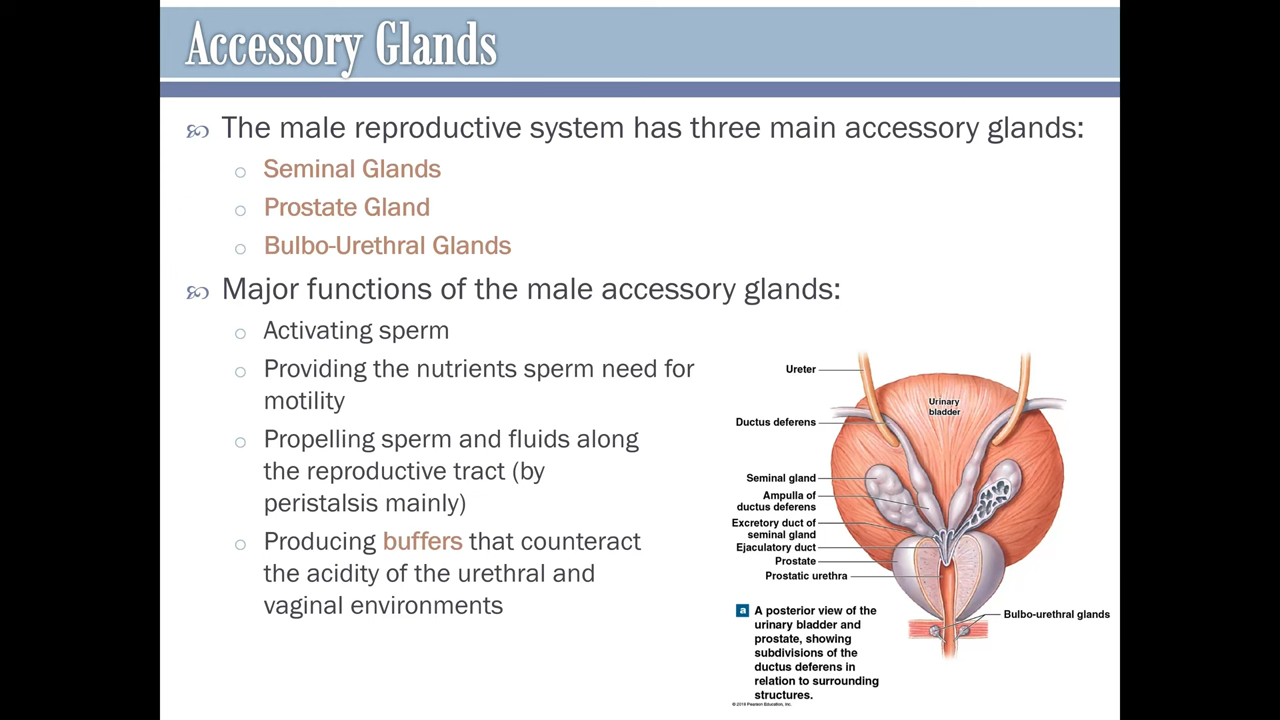 Accessory Glands
The male reproductive system has three main accessory glands:
Seminal Glands
Prostate Gland
Bulbo-Urethral Glands
Major functions of the male accessory glands:
Activating sperm
Providing the nutrients sperm need for
motility
Propelling sperm and fluids along
the reproductive tract (by
peristalsis mainly)
Producing buffers that counteract
the acidity of the urethral and
vaginal environments
Ureter
Urinary
bladder
Ductus deferens
Seminal gland
Ampulla of
ductus deferens
Excretory duct of
seminal gland
Ejaculatory duct
Prostate
Prostatic urethra
Bulbo-urethral glands
a A posterior view of the
urinary bladder and
prostate, showing
subdivisions of the
ductus deferens in
relation to surrounding
structures.
© 2018 Pearson Education, Inc.